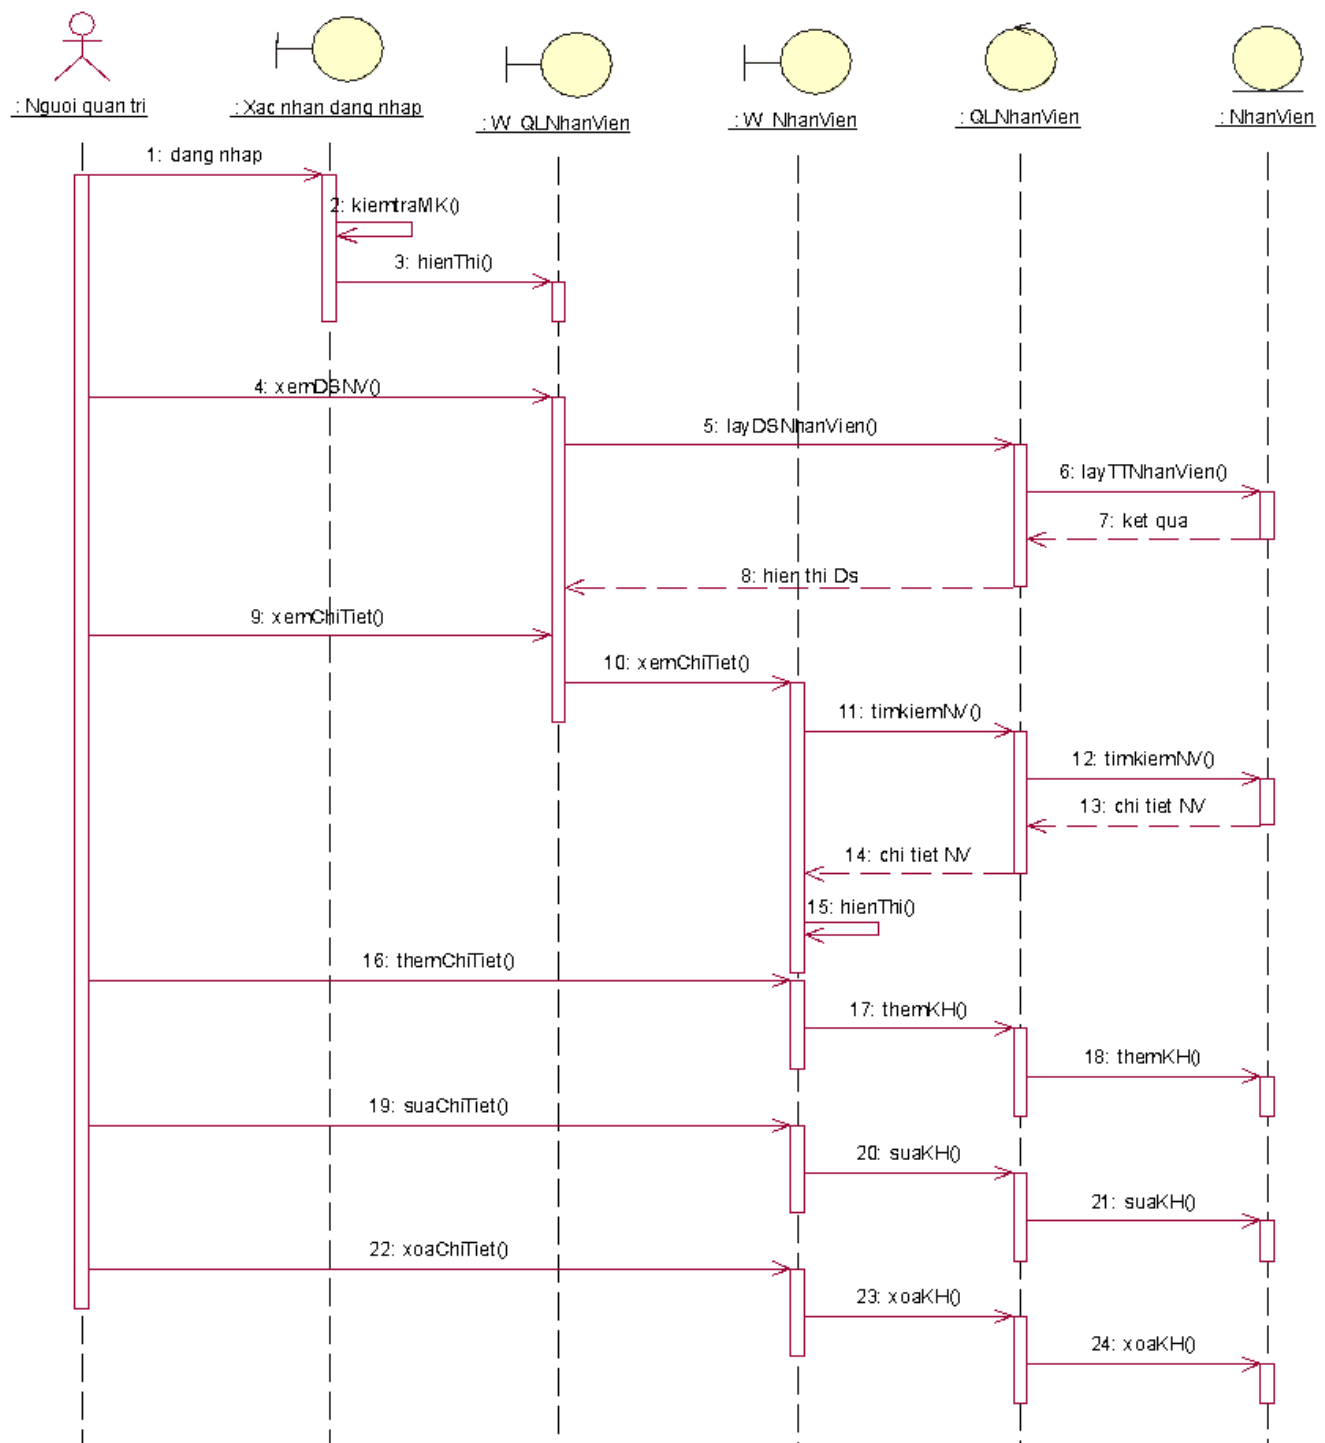 : Nguoi quan tri
: Xac nhan dang nhap
: W_QLNhanVien
: W_NhanVien
: QLNhanVien
: NhanVien
1: dang nhap
2: kiemtraMK()
3: hienThi()
4: xemDSNV()
5: layDSNhanVien()
6: layTTNhanVien()
7: ket qua
8: hien thi Ds
9: xemChiTiet()
10: xemChiTiet()
11: timkiemNV()
12: timkiemNV()
13: chi tiet NV
14: chi tiet NV
15: hienThi()
16: themChiTiet()
17: themKH()
18: themKH()
19: suaChiTiet()
20: suaKH()
21: suaKH()
22: xoaChiTiet()
23: xoaKH()
24: xoaKH()